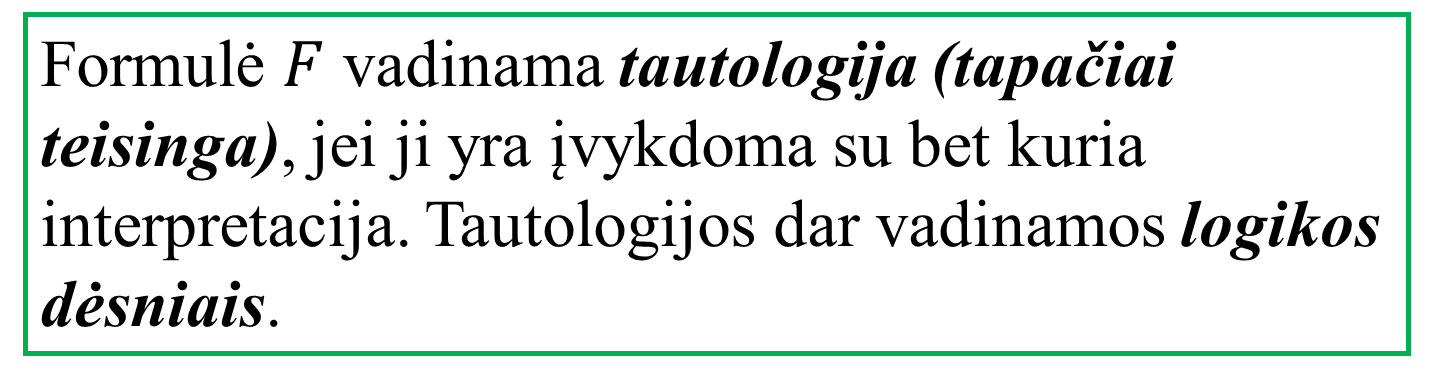 Formulė F vadinama tautologija (tapačiai
teisinga), jei ji yra įvykdoma su bet kuria
interpretacija. Tautologijos dar vadinamos logikos
dėsniais.